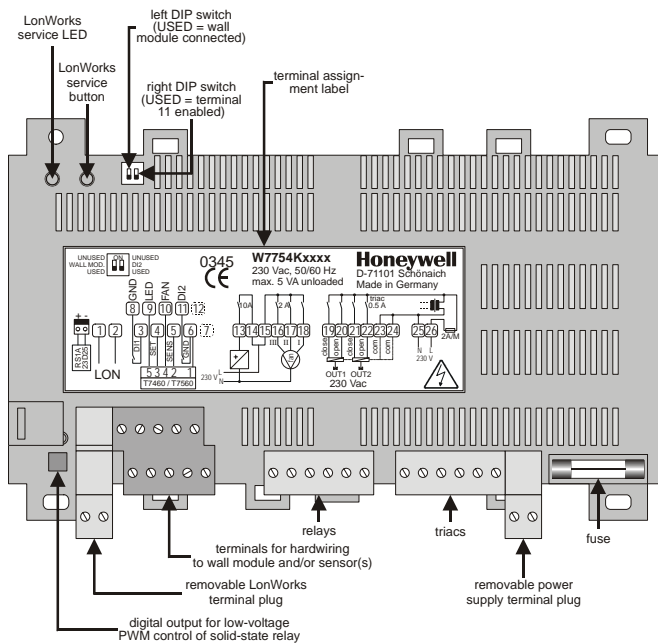 LonWorks
service LED
left DIP switch
(USED = wall
module connected)
LonWorks
service
button
right DIP switch
(USED = terminal
11 enabled)
terminal assign-
ment label
UNUSED
WALL MOD.
USED
ON
UNUSED
DI2
USED
0345
CE
W7754Kxxxx
230 Vac, 50/60 Hz
max. 5 VA unloaded
Honeywell
D-71101 Schönaich
Made in Germany
GND
LED
FAN
DI2
8 9 10 11 12
+ -
RS1A
23D25
1 2
LON
3 4 5 6 7
DI1
SET
SENS
GND
5 3 4 2 1
T7460 / T7560
10A
2 A
13 14 15 16 17 18
III II I
fan
230 V
L
N
triac
0.5 A
19 20 21 22 23 24
close
open
close
open
com
com
OUT1 OUT2
230 Vac
25 26
N L
230 V
2A/M
relays
triacs
fuse
terminals for hardwiring
to wall module and/or sensor(s)
removable LonWorks
terminal plug
removable power
supply terminal plug
digital output for low-voltage
PWM control of solid-state relay